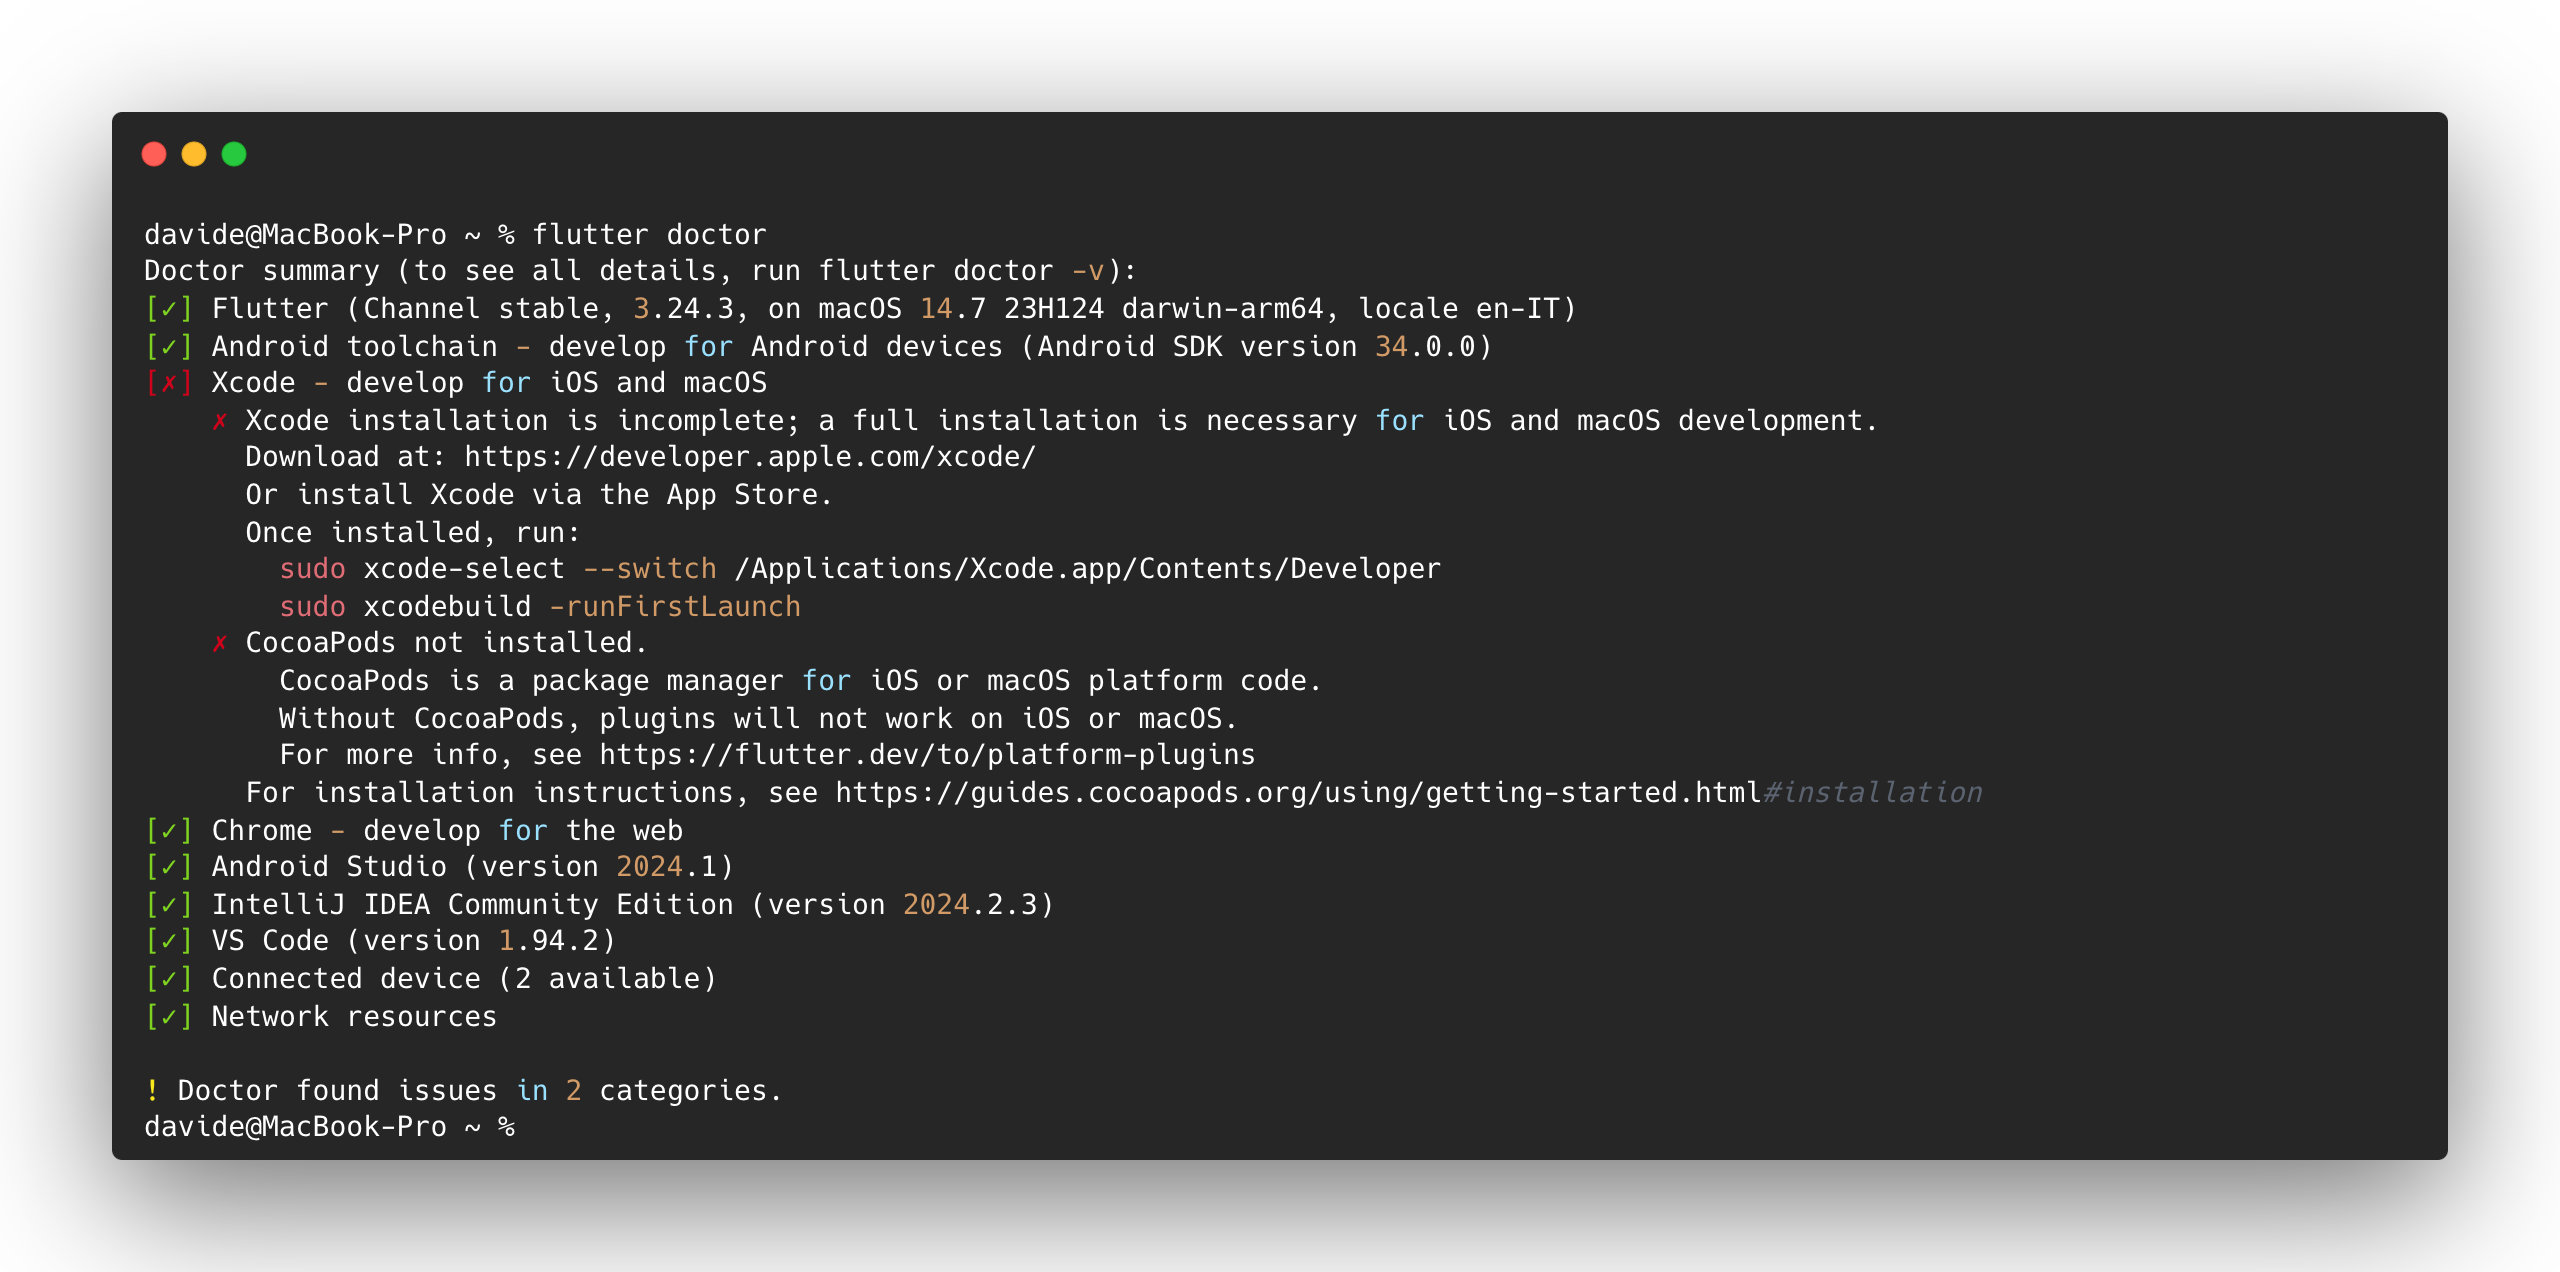 davide@MacBook-Pro ~ % flutter doctor
Doctor summary (to see all details, run flutter doctor -v):
[✓] Flutter (Channel stable, 3.24.3, on macOS 14.7 23H124 darwin-arm64, locale en-IT)
[✓] Android toolchain - develop for Android devices (Android SDK version 34.0.0)
[✗] Xcode - develop for iOS and macOS
    ✗ Xcode installation is incomplete; a full installation is necessary for iOS and macOS development.
      Download at: https://developer.apple.com/xcode/
      Or install Xcode via the App Store.
      Once installed, run:
        sudo xcode-select --switch /Applications/Xcode.app/Contents/Developer
        sudo xcodebuild -runFirstLaunch
    ✗ CocoaPods not installed.
        CocoaPods is a package manager for iOS or macOS platform code.
        Without CocoaPods, plugins will not work on iOS or macOS.
        For more info, see https://flutter.dev/to/platform-plugins
      For installation instructions, see https://guides.cocoapods.org/using/getting-started.html#installation
[✓] Chrome - develop for the web
[✓] Android Studio (version 2024.1)
[✓] IntelliJ IDEA Community Edition (version 2024.2.3)
[✓] VS Code (version 1.94.2)
[✓] Connected device (2 available)
[✓] Network resources
! Doctor found issues in 2 categories.
davide@MacBook-Pro ~ %